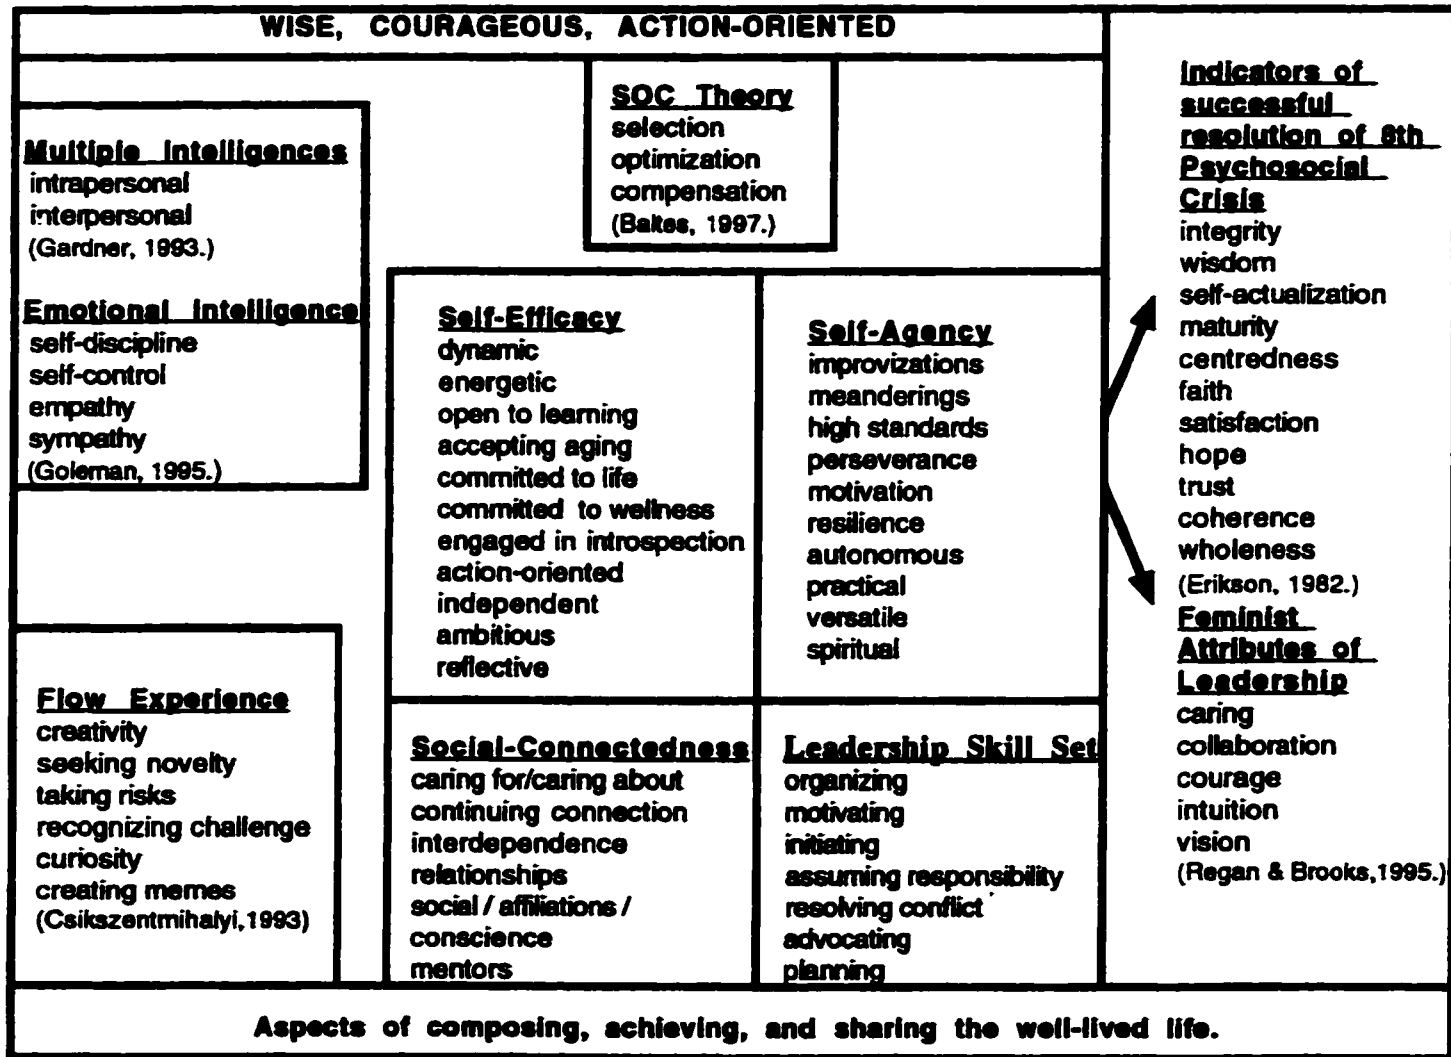 WISE, COURAGEOUS, ACTION-ORIENTED
SOC Theory
selection
optimization
compensation
(Baltes, 1997.)
Multiple Intelligences
intrapersonal
interpersonal
(Gardner, 1993.)
Emotional Intelligence
self-discipline
self-control
empathy
sympathy
(Goleman, 1995.)
Flow Experience
creativity
seeking novelty
taking risks
recognizing challenge
curiosity
creating memes
(Csikszentmihalyi,1993)
Self-Efficacy
dynamic
energetic
open to learning
accepting aging
committed to life
committed to wellness
engaged in introspection
action-oriented
independent
ambitious
reflective
Self-Agency
improvizations
meanderings
high standards
perseverance
motivation
resilience
autonomous
practical
versatile
spiritual
Social-Connectedness
caring for/caring about
continuing connection
interdependence
relationships
social / affiliations /
conscience
mentors
Leadership Skill Set
organizing
motivating
initiating
assuming responsibility
resolving conflict
advocating
planning
Indicators of
successful
resolution of 8th
Psychosocial
Crisis
integrity
wisdom
self-actualization
maturity
centredness
faith
satisfaction
hope
trust
coherence
wholeness
(Erikson, 1982.)
Feminist
Attributes of
Leadership
caring
collaboration
courage
intuition
vision
(Regan & Brooks,1995.)
Aspects of composing, achieving, and sharing the well-lived life.